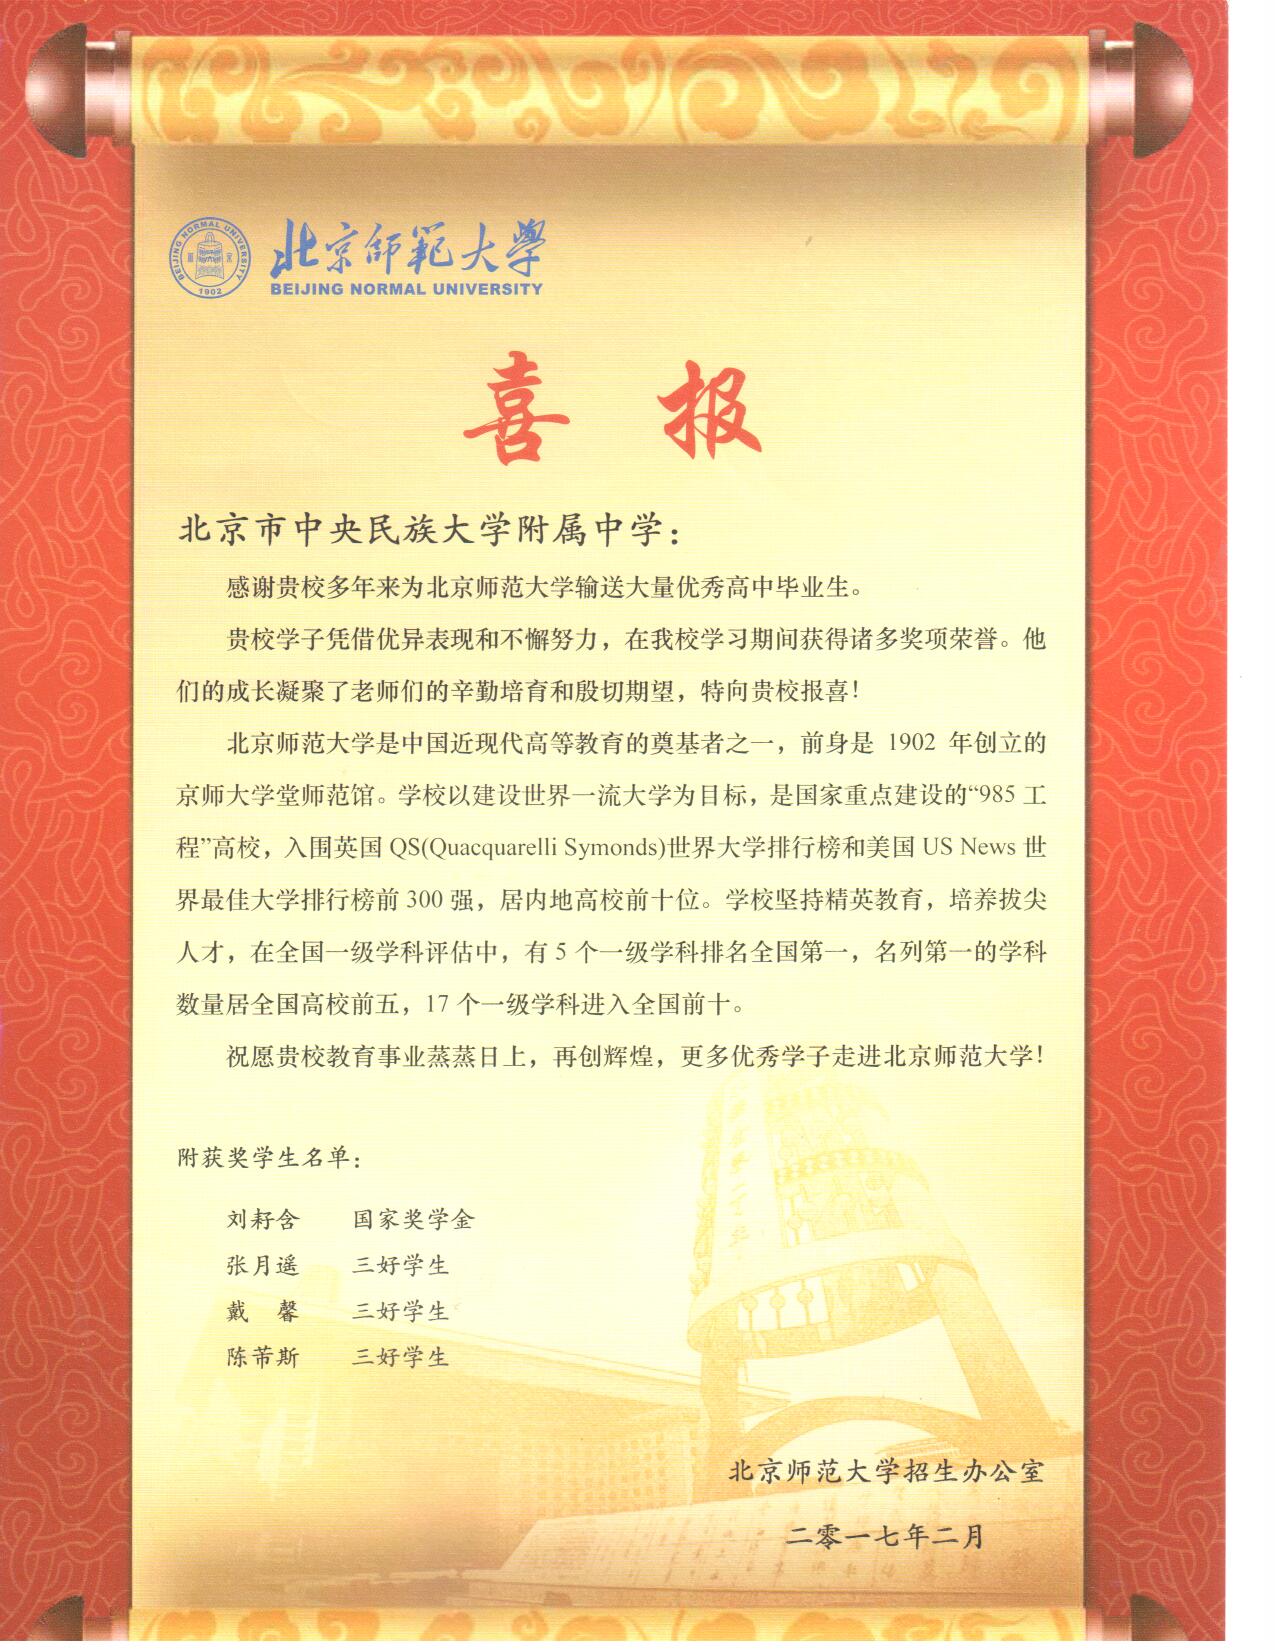 北京師範大學
BEIJING NORMAL UNIVERSITY
BEIJING NORMAL UNIVERSITY
1902
喜 报
北京市中央民族大学附属中学：
感谢贵校多年来为北京师范大学输送大量优秀高中毕业生。
贵校学子凭借优异表现和不懈努力，在我校学习期间获得诸多奖项荣誉。他
们的成长凝聚了老师们的辛勤培育和殷切期望，特向贵校报喜！
北京师范大学是中国近现代高等教育的奠基者之一，前身是 1902 年创立的
京师大学堂师范馆。学校以建设世界一流大学为目标，是国家重点建设的“985 工
程”高校，入围英国 QS(Quacquarelli Symonds)世界大学排行榜和美国 US News 世
界最佳大学排行榜前 300 强，居内地高校前十位。学校坚持精英教育，培养拔尖
人才，在全国一级学科评估中，有 5 个一级学科排名全国第一，名列第一的学科
数量居全国高校前五，17 个一级学科进入全国前十。
祝愿贵校教育事业蒸蒸日上，再创辉煌，更多优秀学子走进北京师范大学！
附获奖学生名单：
刘耔含 国家奖学金
张月遥 三好学生
戴 馨 三好学生
陈芾斯 三好学生
北京师范大学招生办公室
二零一七年二月